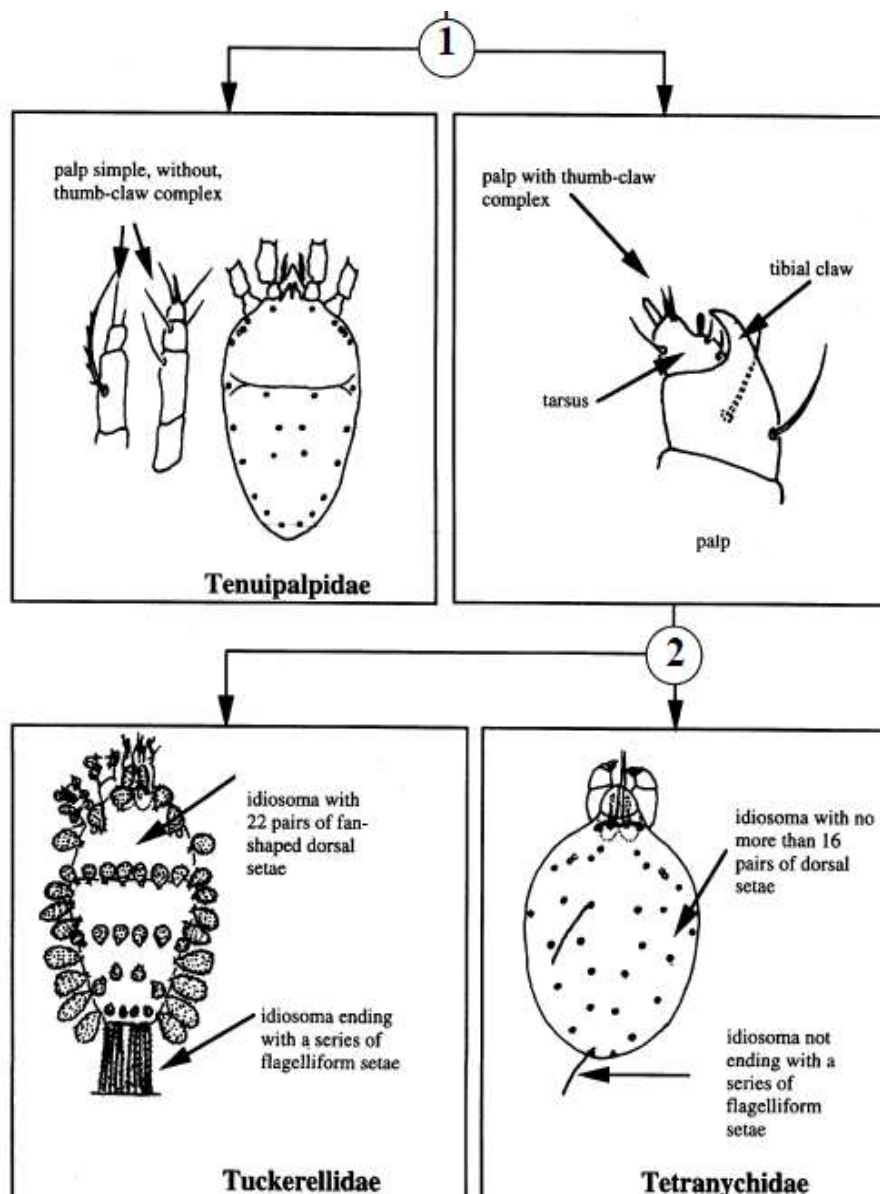 1
palp simple, without,
thumb-claw complex
Tenuipalpidae
palp with thumb-claw
complex
tibial claw
tarsus
palp
2
idiosoma with
22 pairs of fan-
shaped dorsal
setae
idiosoma ending
with a series of
flagelliform setae
Tuckerellidae
idiosoma with no
more than 16
pairs of dorsal
setae
idiosoma not
ending with a
series of
flagelliform
setae
Tetranychidae